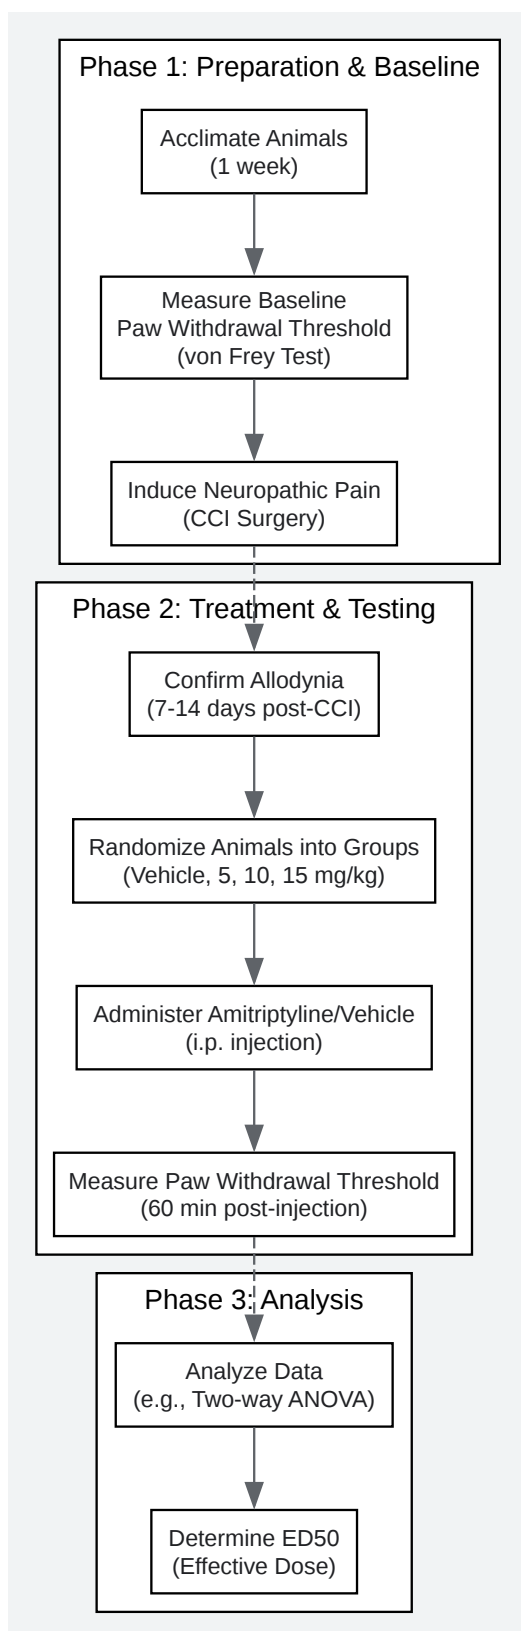 Phase 1: Preparation & Baseline
Acclimate Animals
(1 week)
Measure Baseline
Paw Withdrawal Threshold
(von Frey Test)
Induce Neuropathic Pain
(CCI Surgery)
Phase 2: Treatment & Testing
Confirm Allodynia
(7-14 days post-CCI)
Randomize Animals into Groups
(Vehicle, 5, 10, 15 mg/kg)
Administer Amitriptyline/Vehicle
(i.p. injection)
Measure Paw Withdrawal Threshold
(60 min post-injection)
Phase 3: Analysis
Analyze Data
(e.g., Two-way ANOVA)
Determine ED50
(Effective Dose)